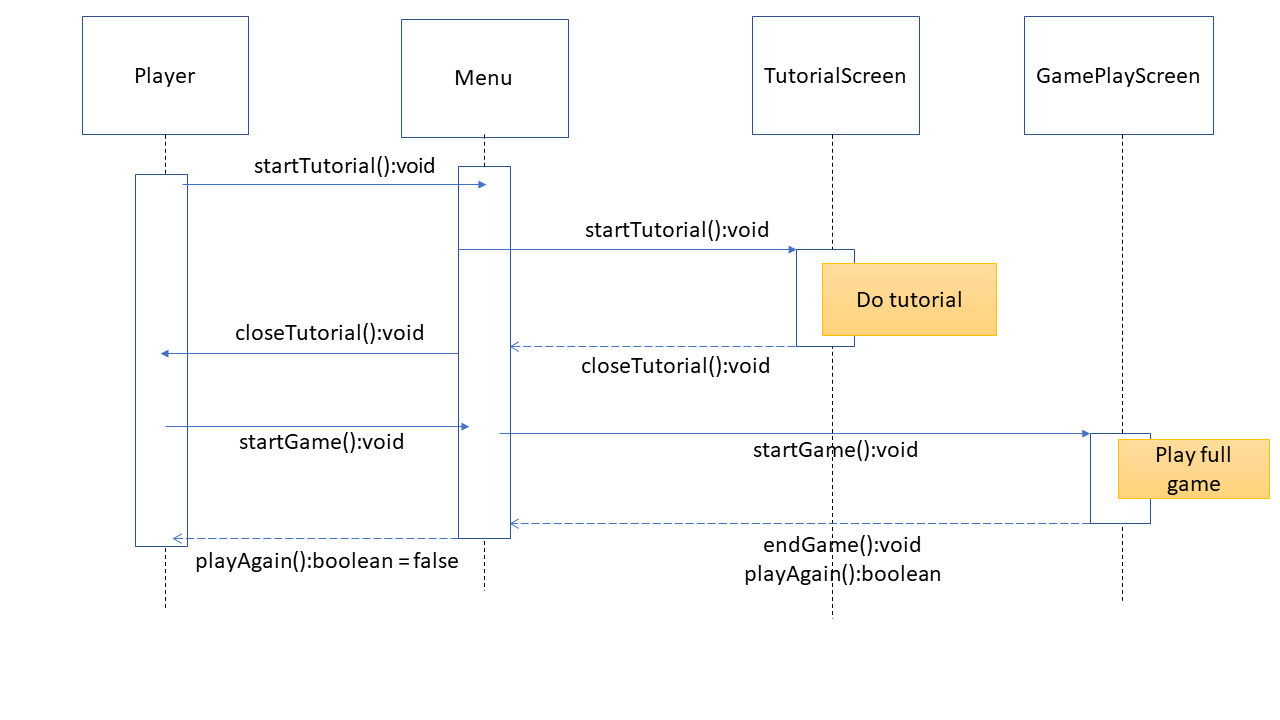 Player
Menu
TutorialScreen
GamePlayScreen
startTutorial():void
startTutorial():void
Do tutorial
closeTutorial():void
closeTutorial():void
startGame():void
startGame():void
Play full
game
endGame():void
playAgain():boolean = false
playAgain():boolean